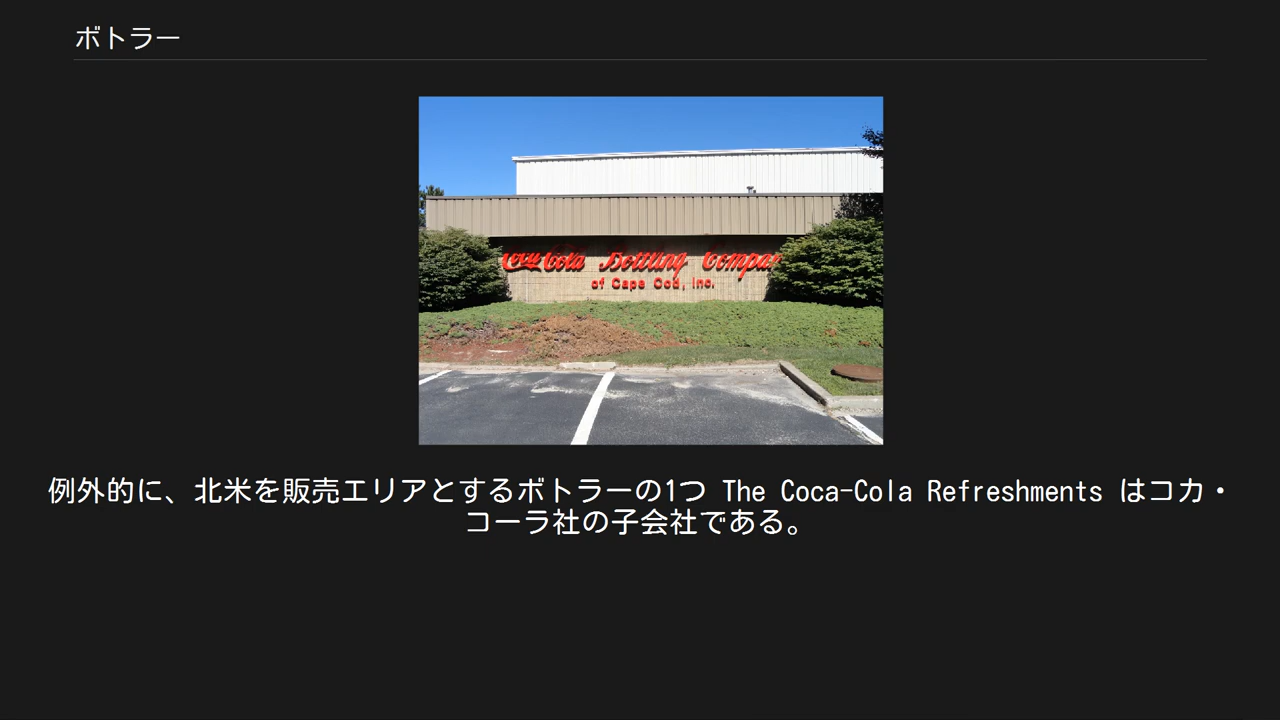 ボトラー
Coca-Cola Bottling Compan
of Cape Cod, Inc.
例外的に、北米を販売エリアとするボトラーの1つ The Coca-Cola Refreshments はコカ・
コーラ社の子会社である。